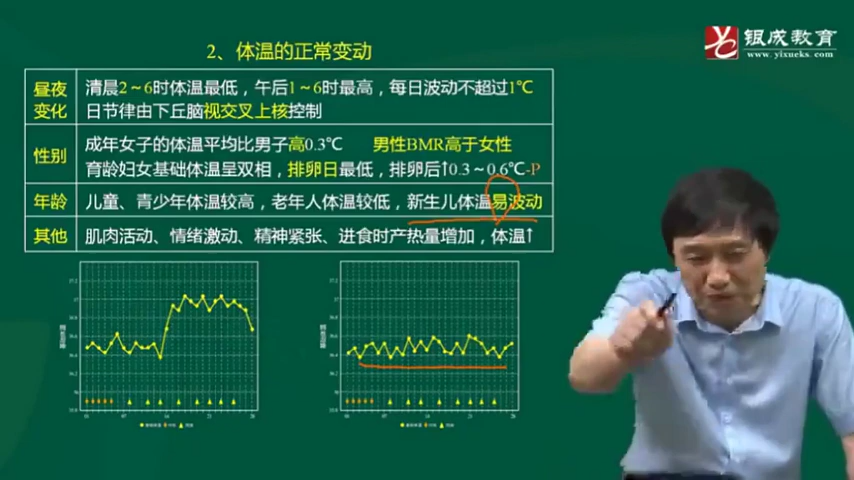 银成教育
www.yixueks.com
2、体温的正常变动
昼夜变化
清晨2~6时体温最低，午后1~6时最高，每日波动不超过1℃
日节律由下丘脑视交叉上核控制
性别
成年女子的体温平均比男子高0.3℃ 男性BMR高于女性
育龄妇女基础体温呈双相，排卵日最低，排卵后↑0.3~0.6℃-P
年龄
儿童、青少年体温较高，老年人体温较低，新生儿体温易波动
其他
肌肉活动、情绪激动、精神紧张、进食时产热量增加，体温↑